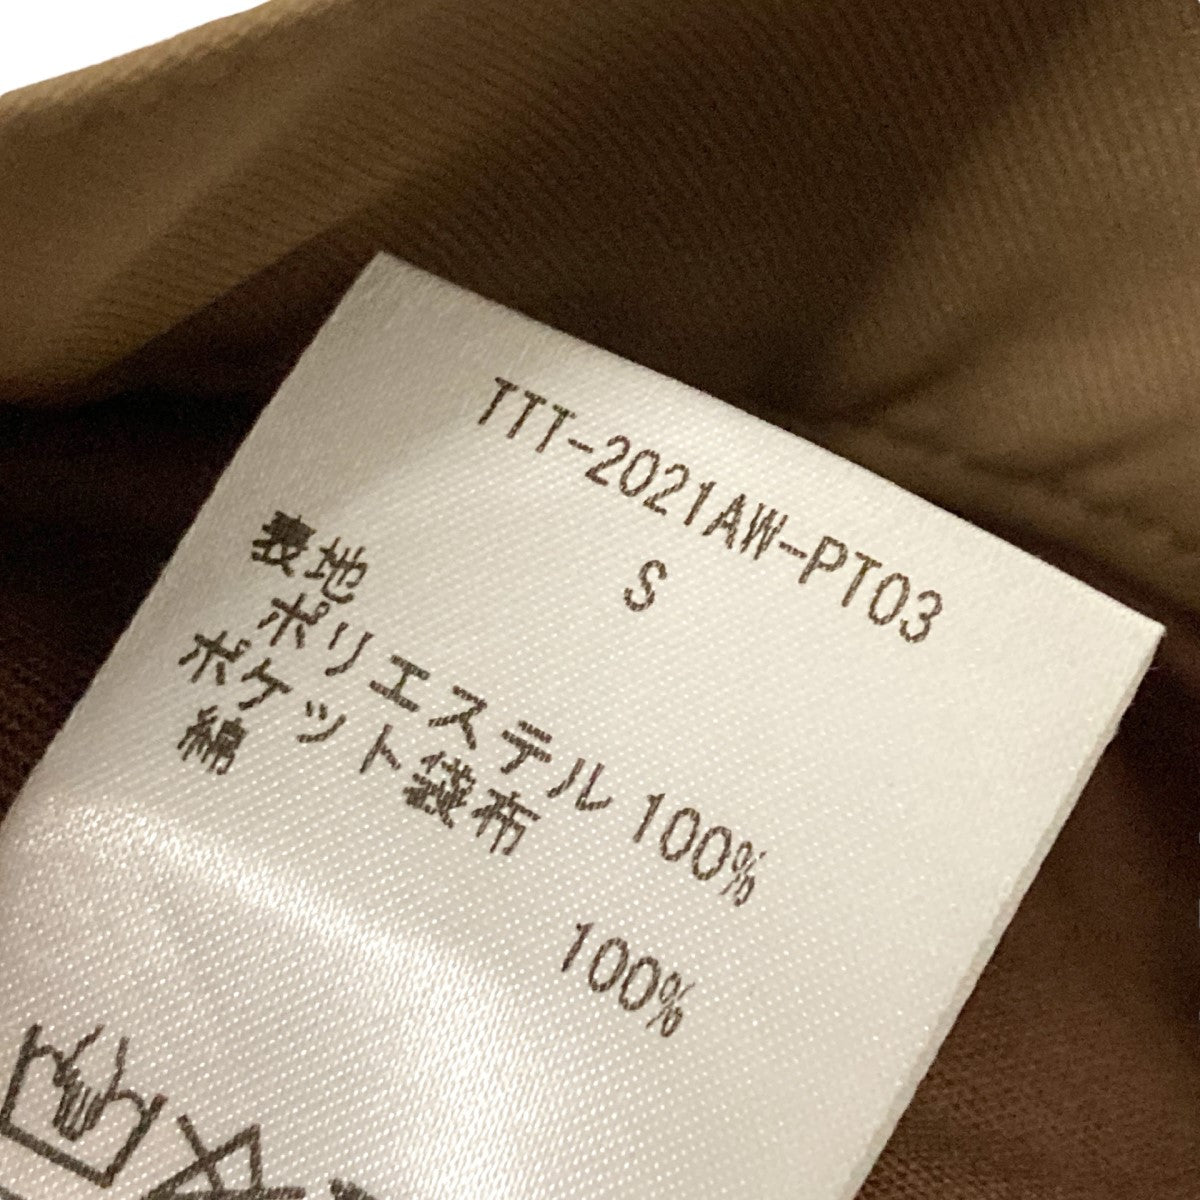 TTT-2021AW-PT03
S
表地
ポリエステル 100%
ポケット袋布
綿 100%